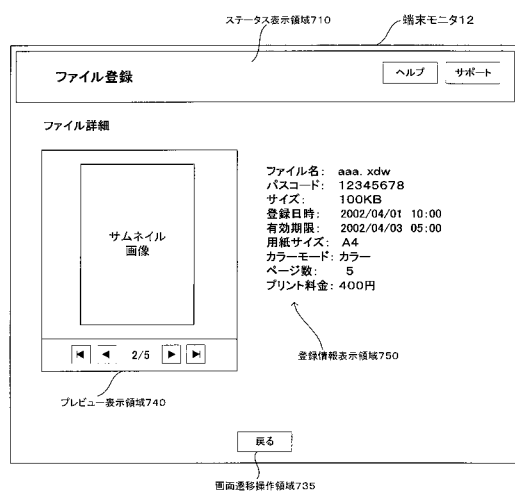 ステータス表示領域710
端末モニタ12
ファイル登録
ヘルプ
サポート
ファイル詳細
サムネイル
画像
2/5
ファイル名: aaa. xdw
パスコード: 12345678
サイズ: 100KB
登録日時: 2002/04/01 10:00
有効期限: 2002/04/03 05:00
用紙サイズ: A4
カラーモード: カラー
ページ数: 5
プリント料金: 400円
登録情報表示領域750
プレビュー表示領域740
戻る
画面遷移操作領域735